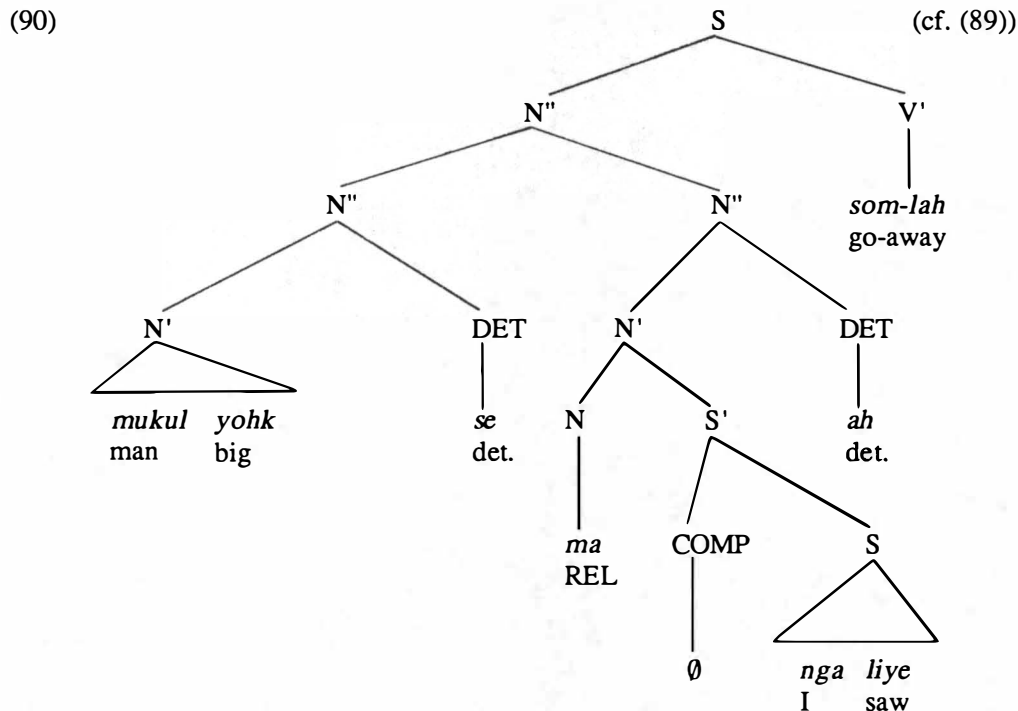 (90) S (cf. (89))
N" V'
N" N" som-lah
go-away
N' DET N' DET
mukul yohk se N S' ah
man big det. det.
ma COMP S
REL
∅ nga liye
I saw